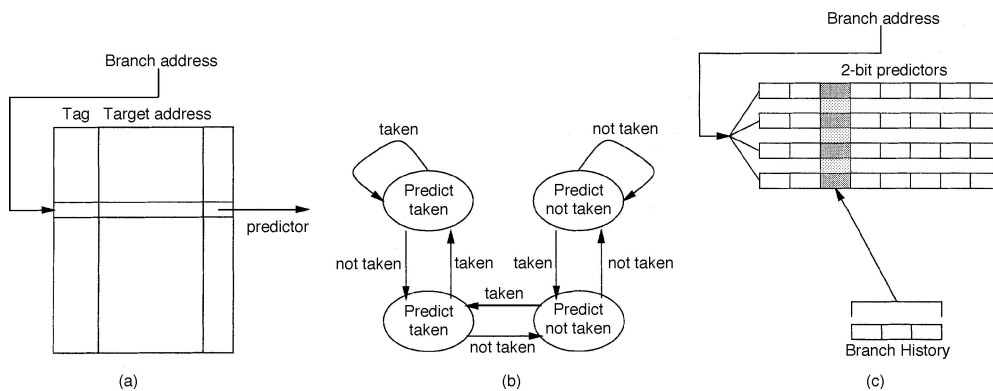 Branch address
Tag Target address
predictor
(a)
taken
not taken
Predict
taken
Predict
not taken
not taken
taken
taken
not taken
taken
Predict
taken
Predict
not taken
not taken
(b)
Branch address
2-bit predictors
Branch History
(c)